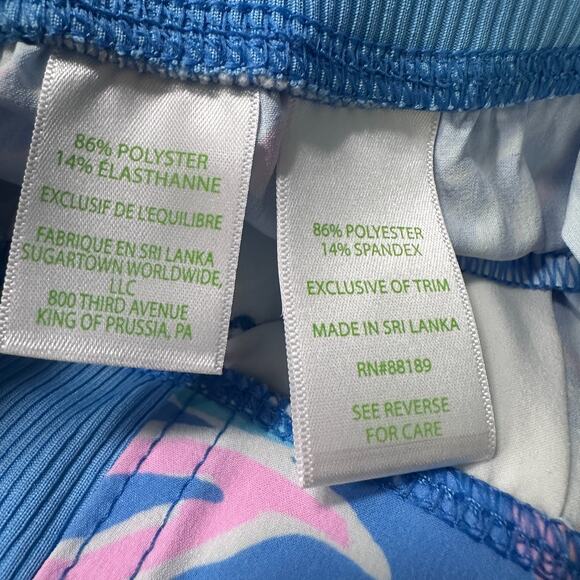 86% POLYSTER
14% ÉLASTHANNE
EXCLUSIF DE L'EQUILIBRE
FABRIQUE EN SRI LANKA
SUGARTOWN WORLDWIDE,
LLC
800 THIRD AVENUE
KING OF PRUSSIA, PA
86% POLYESTER
14% SPANDEX
EXCLUSIVE OF TRIM
MADE IN SRI LANKA
RN#88189
SEE REVERSE
FOR CARE